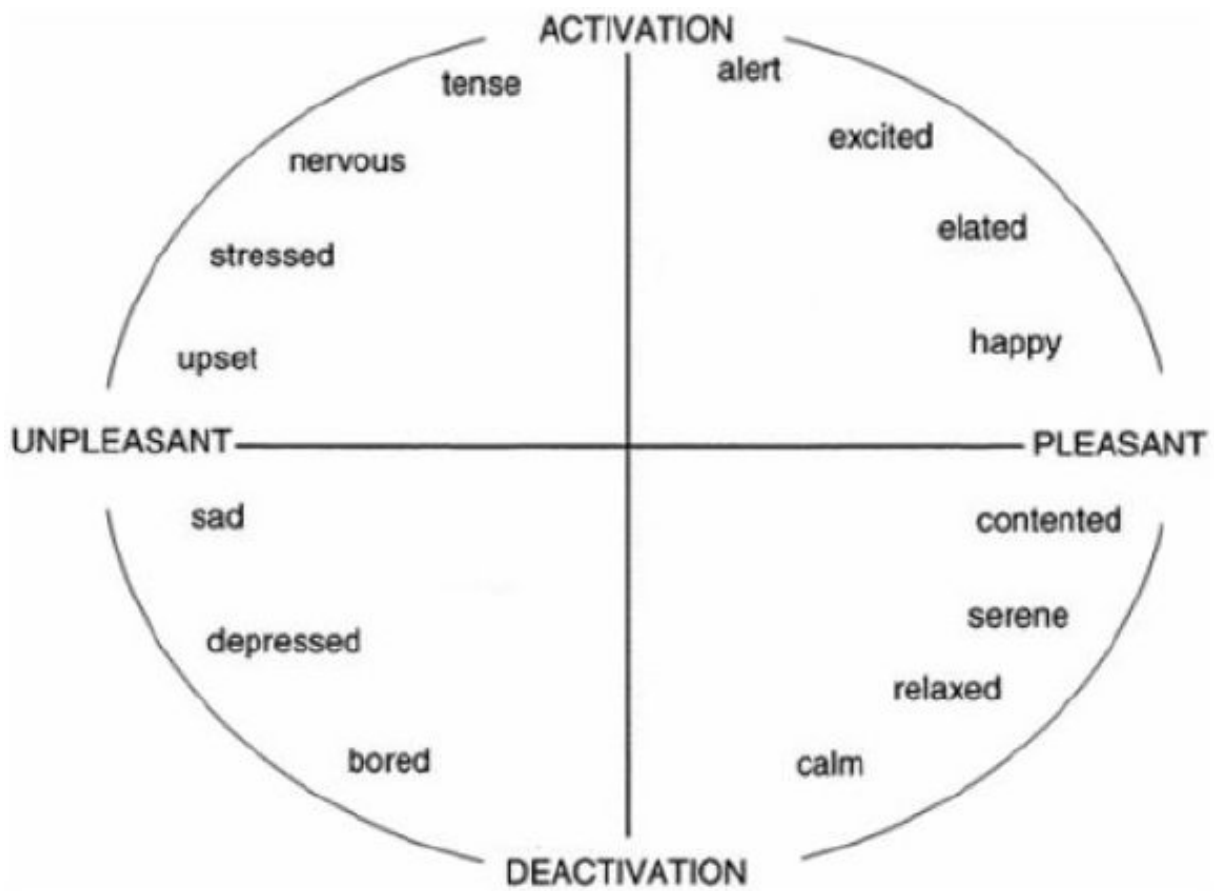 ACTIVATION
tense
alert
nervous
excited
stressed
elated
upset
happy
UNPLEASANT
PLEASANT
sad
contented
depressed
serene
relaxed
bored
calm
DEACTIVATION